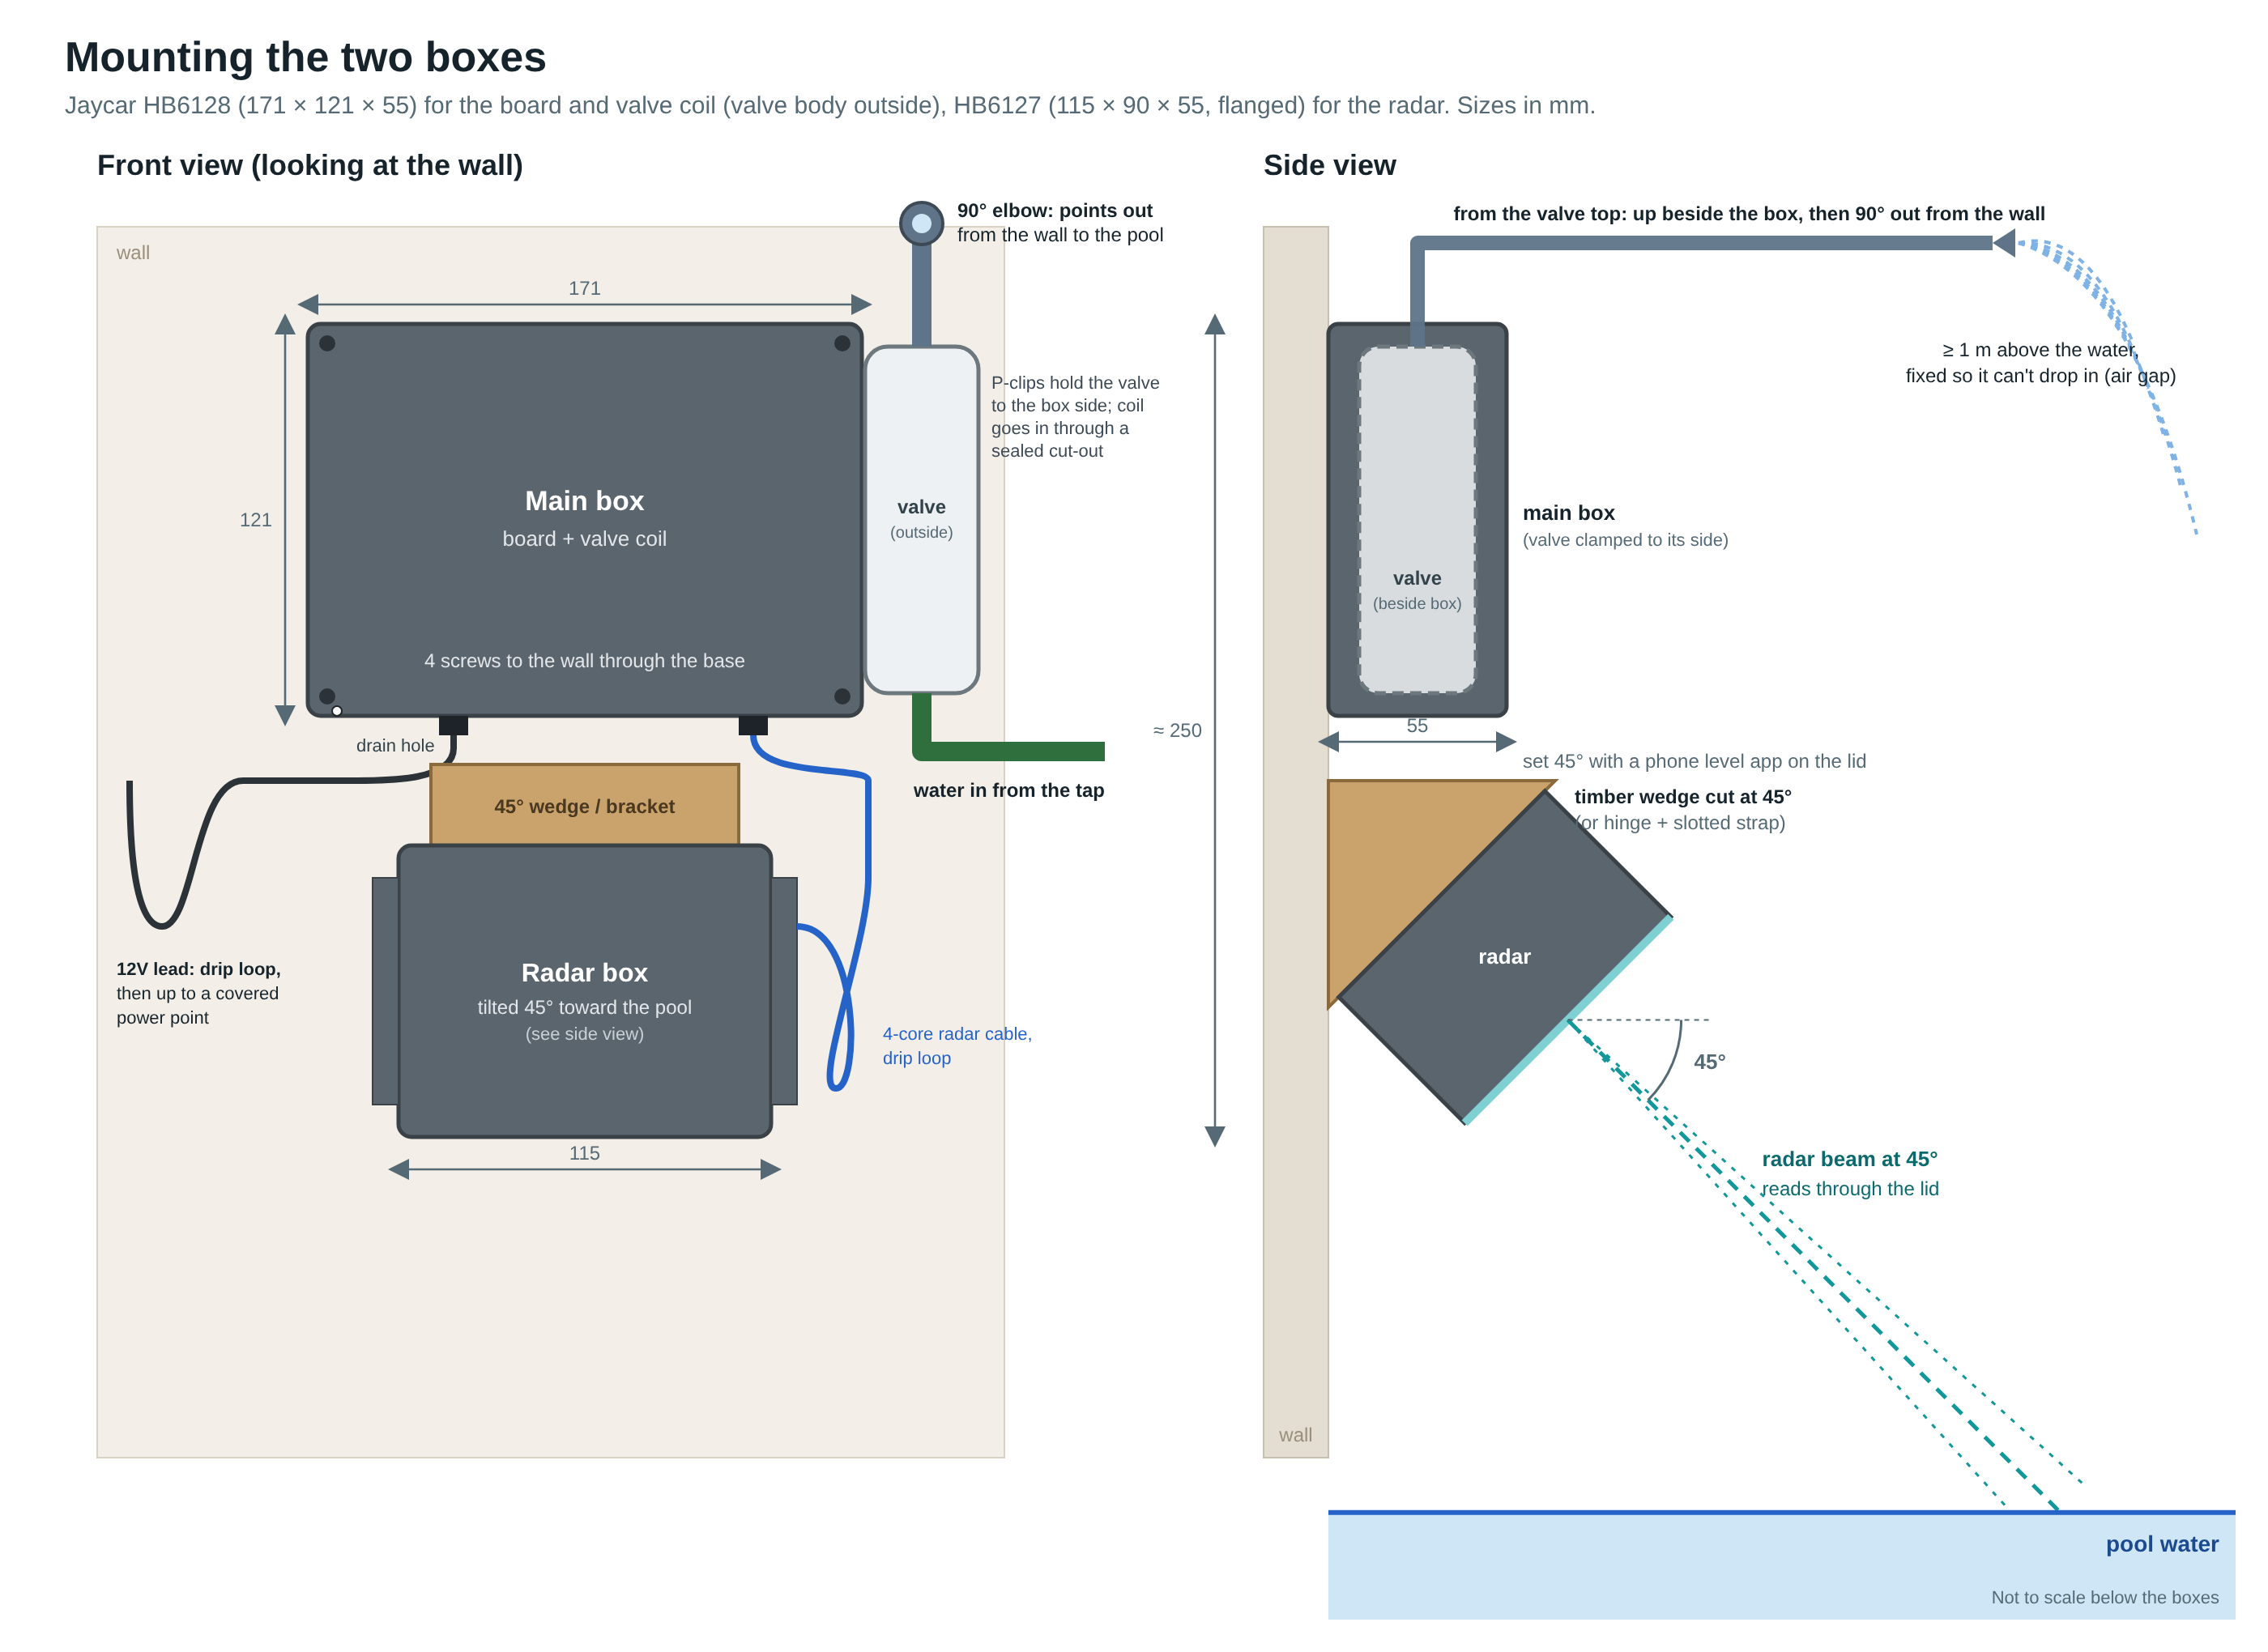 Mounting the two boxes
Jaycar HB6128 (171 × 121 × 55) for the board and valve coil (valve body outside), HB6127 (115 × 90 × 55, flanged) for the radar. Sizes in mm.
Front view (looking at the wall)
wall
90° elbow: points out
from the wall to the pool
171
121
Main box
board + valve coil
4 screws to the wall through the base
valve
(outside)
P-clips hold the valve
to the box side; coil
goes in through a
sealed cut-out
drain hole
water in from the tap
45° wedge / bracket
Radar box
tilted 45° toward the pool
(see side view)
12V lead: drip loop,
then up to a covered
power point
4-core radar cable,
drip loop
115
≈ 250
Side view
from the valve top: up beside the box, then 90° out from the wall
≥ 1 m above the water,
fixed so it can't drop in (air gap)
main box
(valve clamped to its side)
valve
(beside box)
55
set 45° with a phone level app on the lid
timber wedge cut at 45°
(or hinge + slotted strap)
radar
45°
radar beam at 45°
reads through the lid
wall
pool water
Not to scale below the boxes